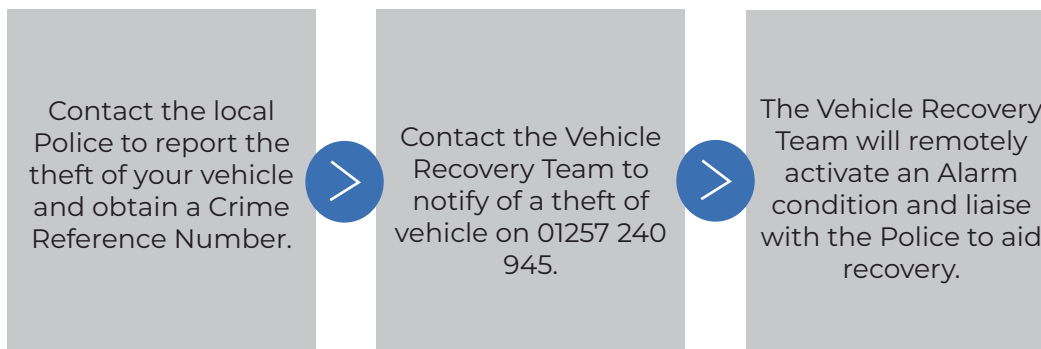 Contact the local
Police to report the
theft of your vehicle
and obtain a Crime
Reference Number.
Contact the Vehicle
Recovery Team to
notify of a theft of
vehicle on 01257 240
945.
The Vehicle Recovery
Team will remotely
activate an Alarm
condition and liaise
with the Police to aid
recovery.